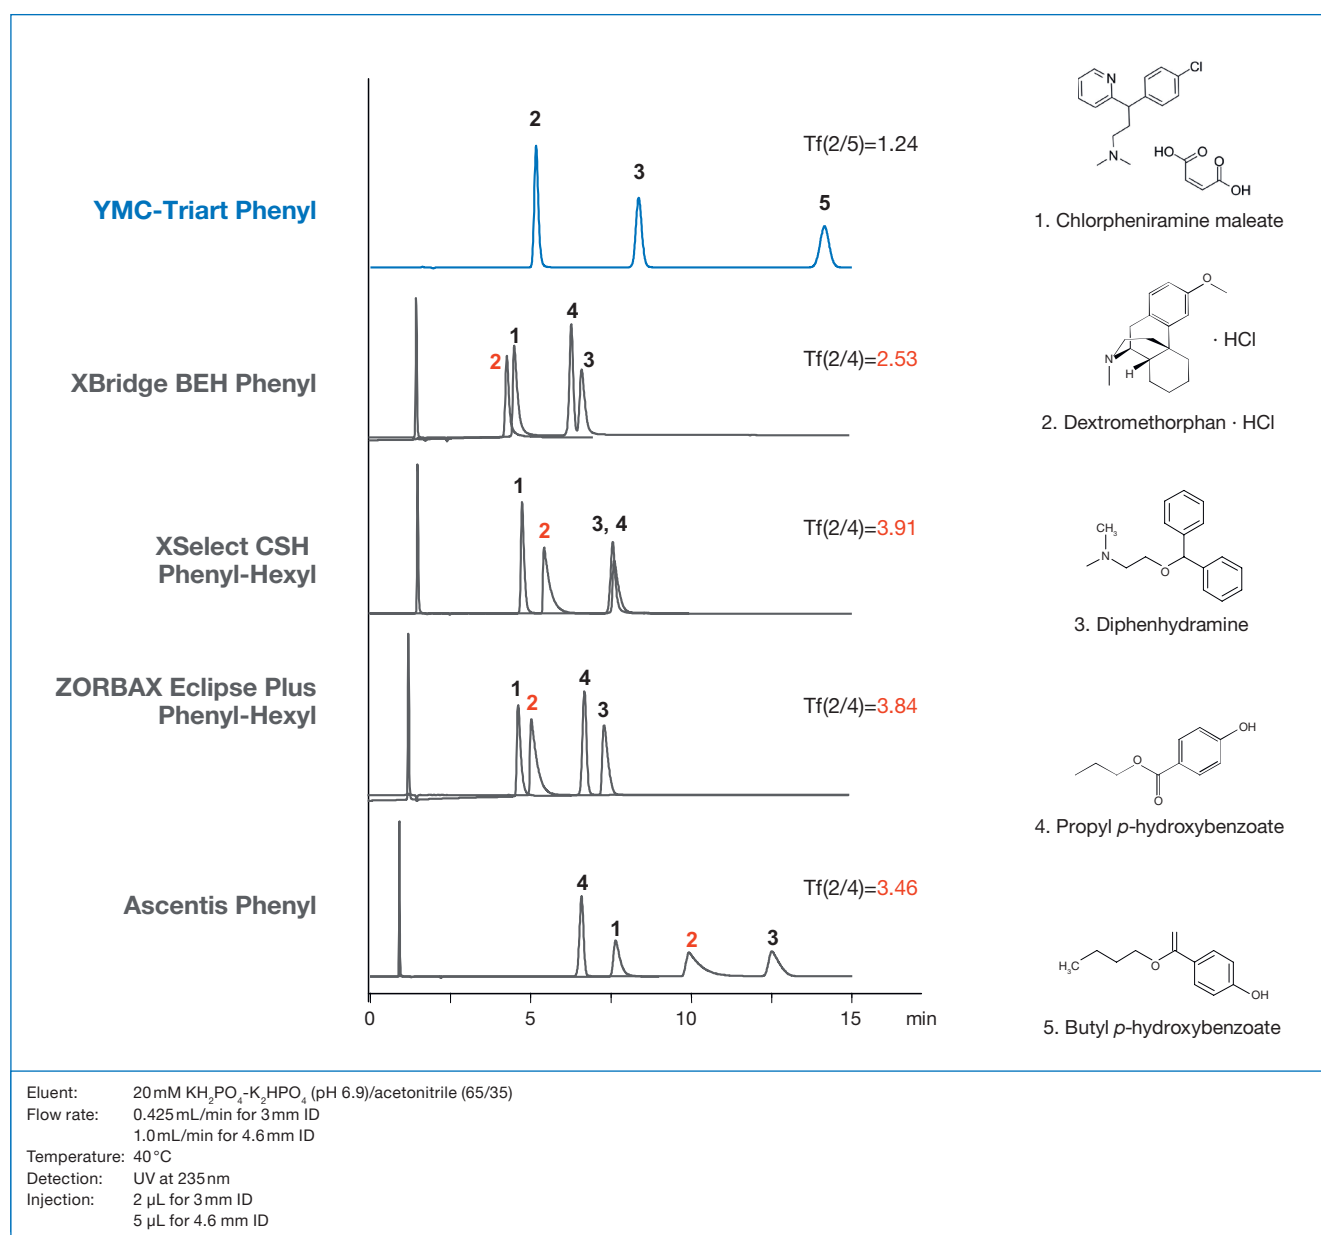 YMC-Triart Phenyl
2
3
5
Tf(2/5)=1.24
XBridge BEH Phenyl
2
1
4
3
Tf(2/4)=2.53
XSelect CSH
Phenyl-Hexyl
1
2
3, 4
Tf(2/4)=3.91
ZORBAX Eclipse Plus
Phenyl-Hexyl
1
2
4
3
Tf(2/4)=3.84
Ascentis Phenyl
4
1
2
3
Tf(2/4)=3.46
0 5 10 15 min
N
Cl
N
HO
O
O
OH
1. Chlorpheniramine maleate
O
N
H
· HCl
2. Dextromethorphan · HCl
CH₃
N
O
3. Diphenhydramine
OH
O
O
4. Propyl p-hydroxybenzoate
H₃C
O
OH
5. Butyl p-hydroxybenzoate
Eluent: 20 mM KH₂PO₄-K₂HPO₄ (pH 6.9)/acetonitrile (65/35)
Flow rate: 0.425 mL/min for 3 mm ID
1.0 mL/min for 4.6 mm ID
Temperature: 40 °C
Detection: UV at 235 nm
Injection: 2 µL for 3 mm ID
5 µL for 4.6 mm ID